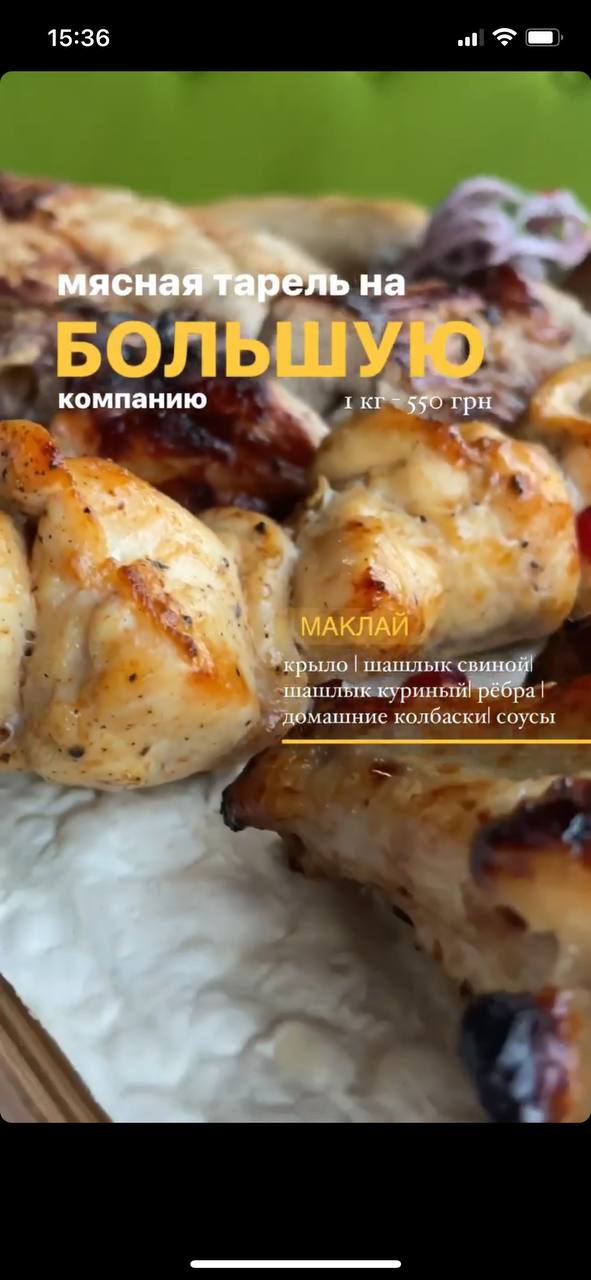 15:36
мясная тарель на
БОЛЬШУЮ
компанию
1 кг - 550 грн
МАКЛАЙ
крыло | шашлык свиной|
шашлык куриный| рёбра |
домашние колбаски| соусы